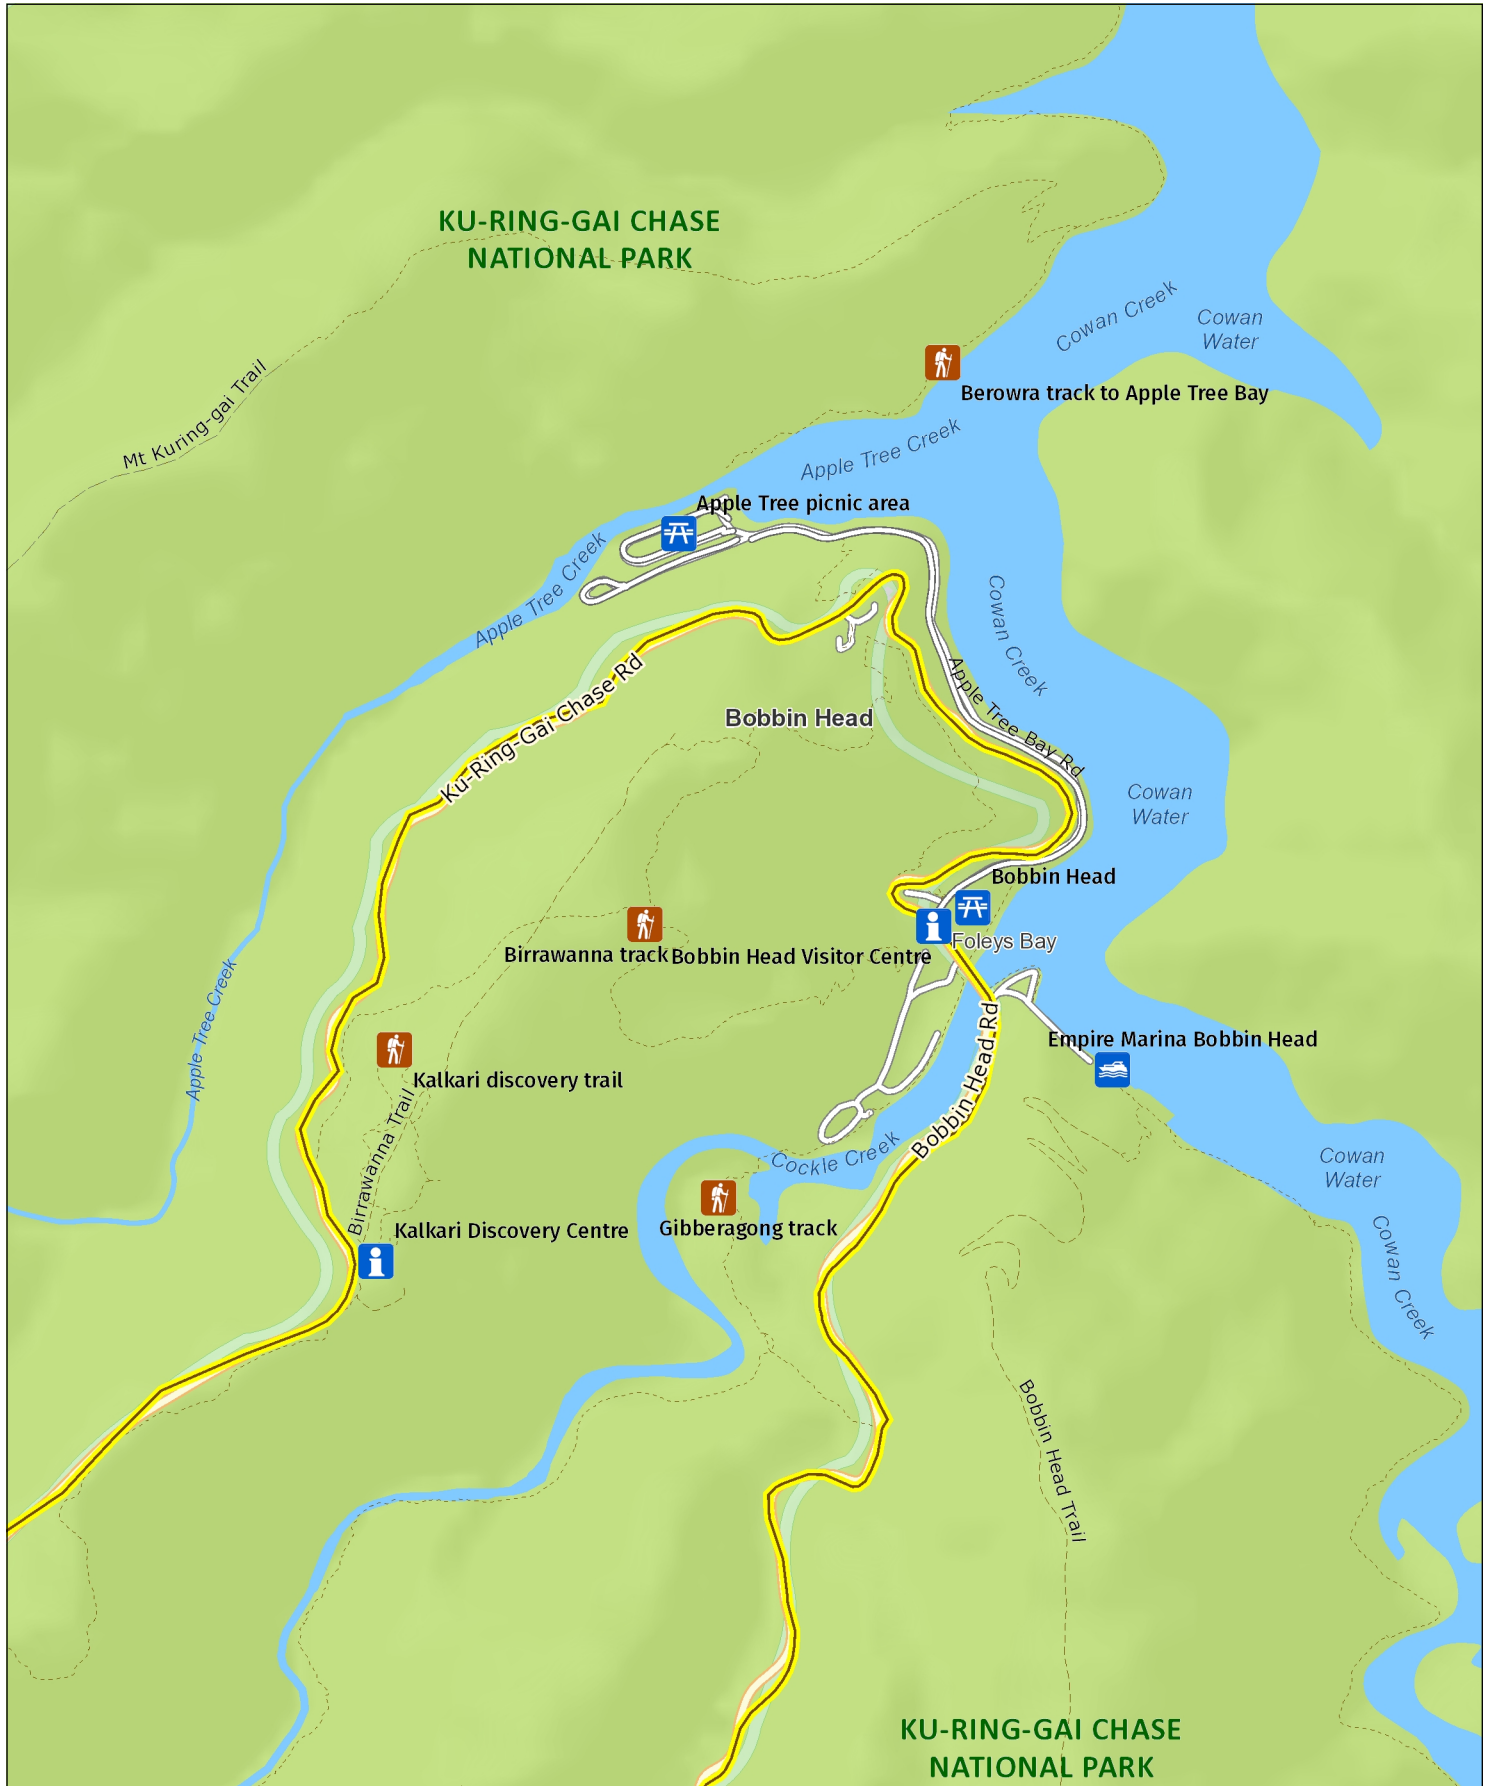 KU-RING-GAI CHASE
NATIONAL PARK
Cowan Creek
Cowan
Water
Mt Kuring-gai Trail
Berowra track to Apple Tree Bay
Apple Tree Creek
Apple Tree picnic area
Apple Tree Creek
Cowan Creek
Ku-Ring-Gai Chase Rd
Apple Tree Bay Rd
Bobbin Head
Cowan
Water
Bobbin Head
Foleys Bay
Birrawanna track
Bobbin Head Visitor Centre
Apple Tree Creek
Bobbin Head Rd
Empire Marina Bobbin Head
Kalkari discovery trail
Birrawanna Trail
Cockle Creek
Cowan
Water
Gibberagong track
Kalkari Discovery Centre
Cowan Creek
Bobbin Head Trail
KU-RING-GAI CHASE
NATIONAL PARK